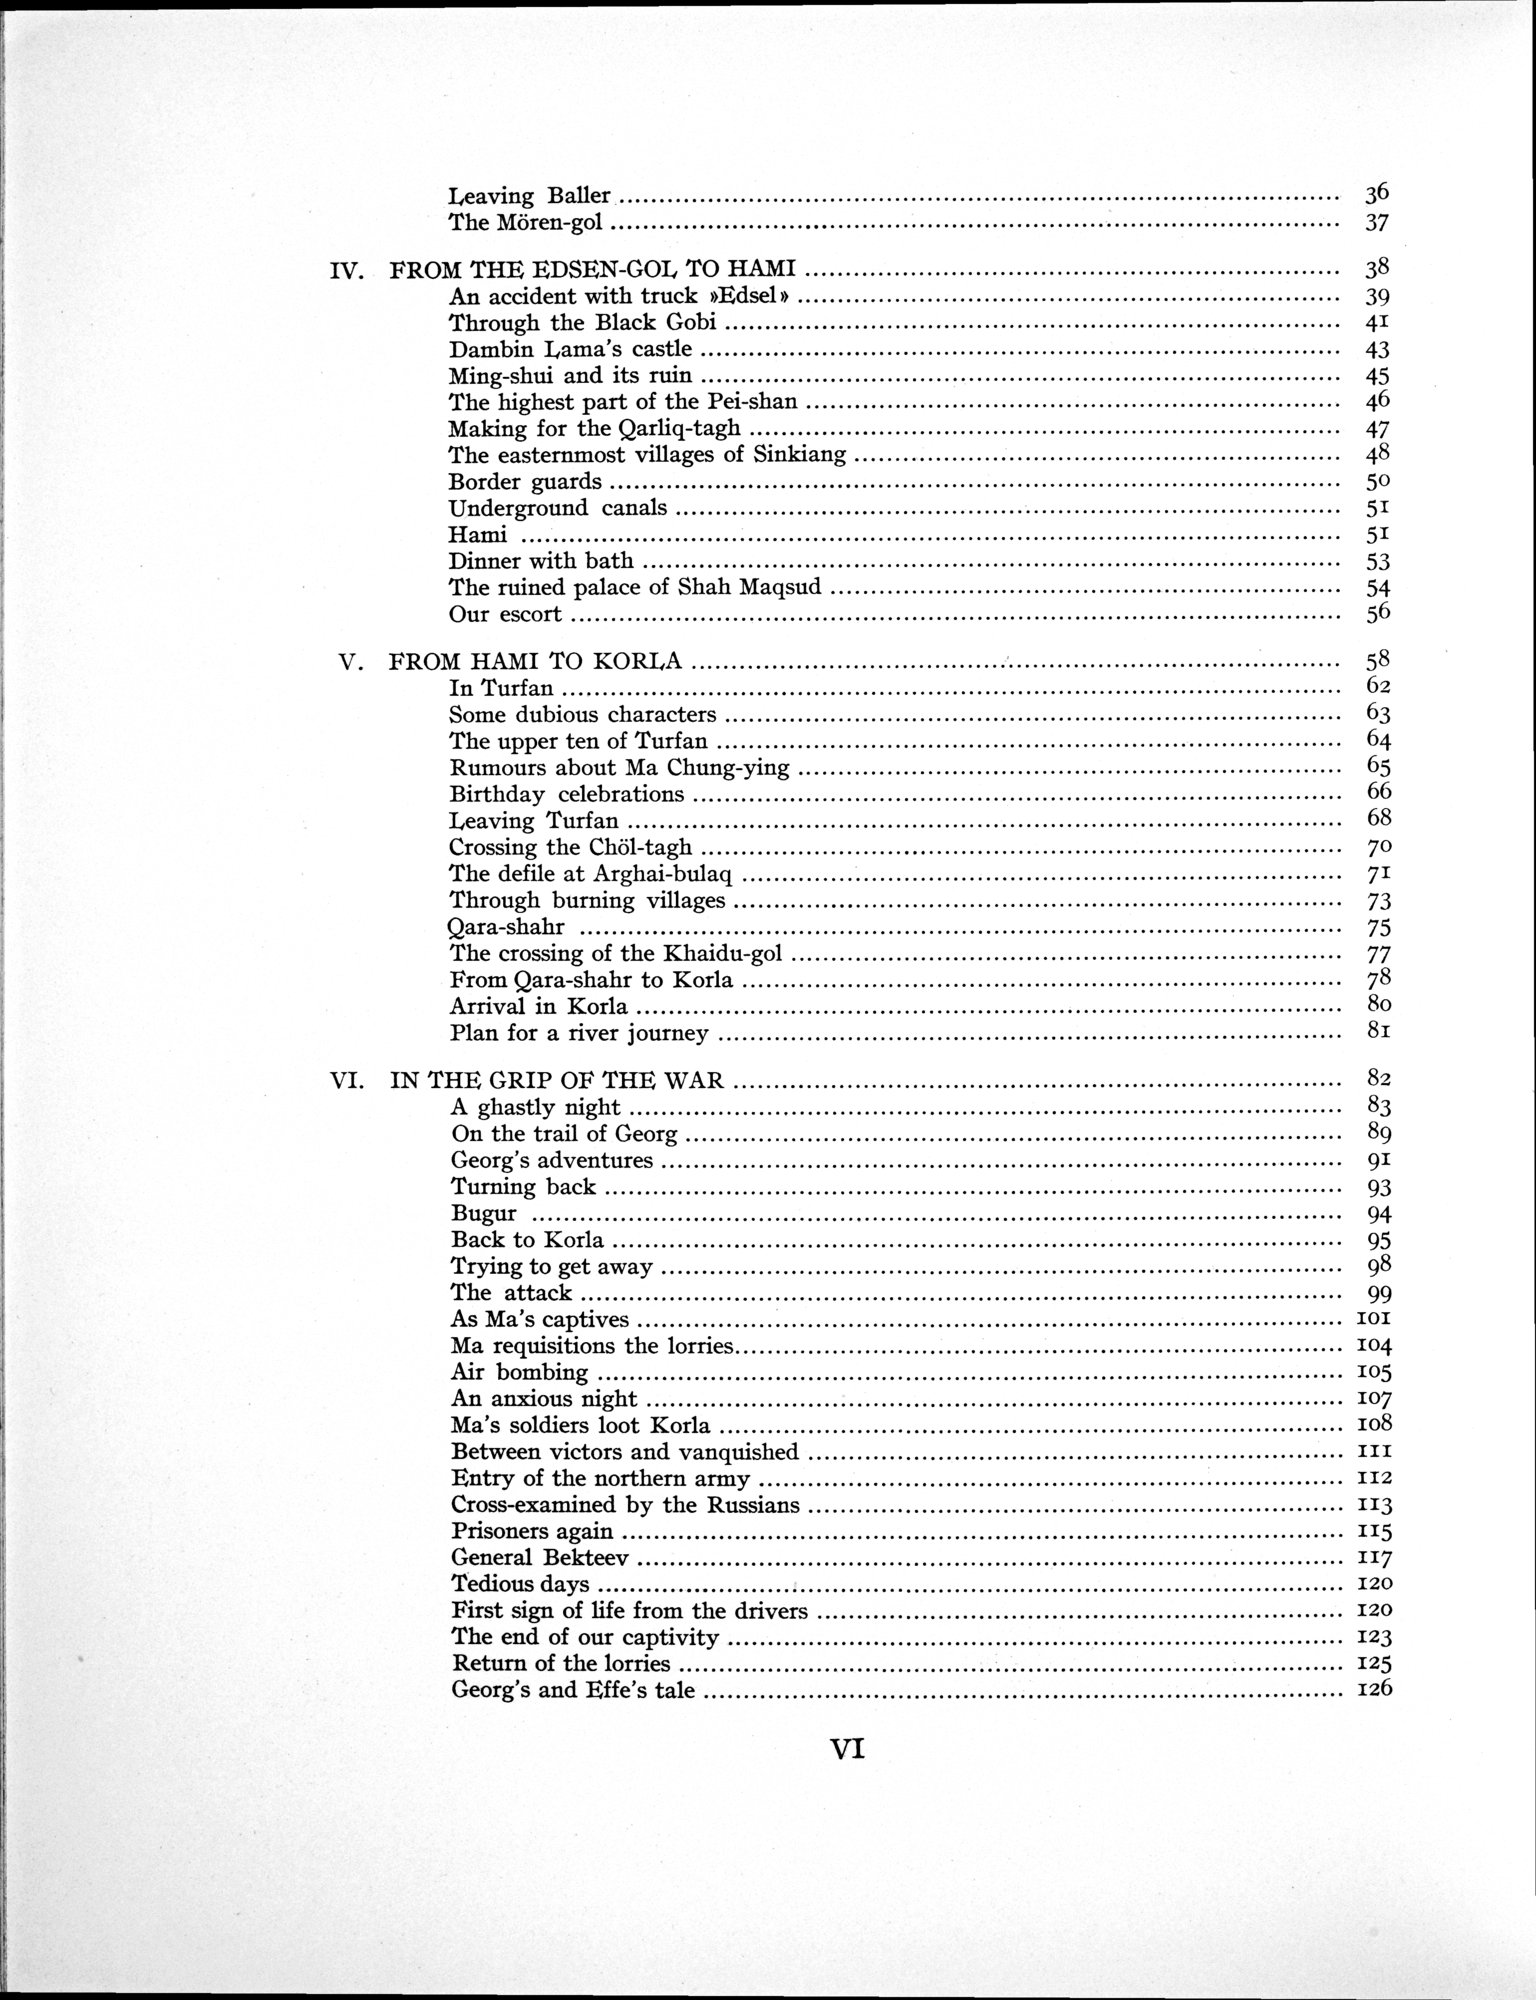 Leaving Baller ........ 36
The Mören-gol ........ 37
IV. FROM THE EDSEN-GOL TO HAMI ........ 38
An accident with truck »Edsel» ........ 39
Through the Black Gobi ........ 41
Dambin Lama's castle ........ 43
Ming-shui and its ruin ........ 45
The highest part of the Pei-shan ........ 46
Making for the Qarliq-tagh ........ 47
The easternmost villages of Sinkiang ........ 48
Border guards ........ 50
Underground canals ........ 51
Hami ........ 51
Dinner with bath ........ 53
The ruined palace of Shah Maqsud ........ 54
Our escort ........ 56
V. FROM HAMI TO KORLA ........ 58
In Turfan ........ 62
Some dubious characters ........ 63
The upper ten of Turfan ........ 64
Rumours about Ma Chung-ying ........ 65
Birthday celebrations ........ 66
Leaving Turfan ........ 68
Crossing the Chöl-tagh ........ 70
The defile at Arghai-bulaq ........ 71
Through burning villages ........ 73
Qara-shahr ........ 75
The crossing of the Khaidu-gol ........ 77
From Qara-shahr to Korla ........ 78
Arrival in Korla ........ 80
Plan for a river journey ........ 81
VI. IN THE GRIP OF THE WAR ........ 82
A ghastly night ........ 83
On the trail of Georg ........ 89
Georg's adventures ........ 91
Turning back ........ 93
Bugur ........ 94
Back to Korla ........ 95
Trying to get away ........ 98
The attack ........ 99
As Ma's captives ........ 101
Ma requisitions the lorries ........ 104
Air bombing ........ 105
An anxious night ........ 107
Ma's soldiers loot Korla ........ 108
Between victors and vanquished ........ 111
Entry of the northern army ........ 112
Cross-examined by the Russians ........ 113
Prisoners again ........ 115
General Bekteev ........ 117
Tedious days ........ 120
First sign of life from the drivers ........ 120
The end of our captivity ........ 123
Return of the lorries ........ 125
Georg's and Effe's tale ........ 126
VI